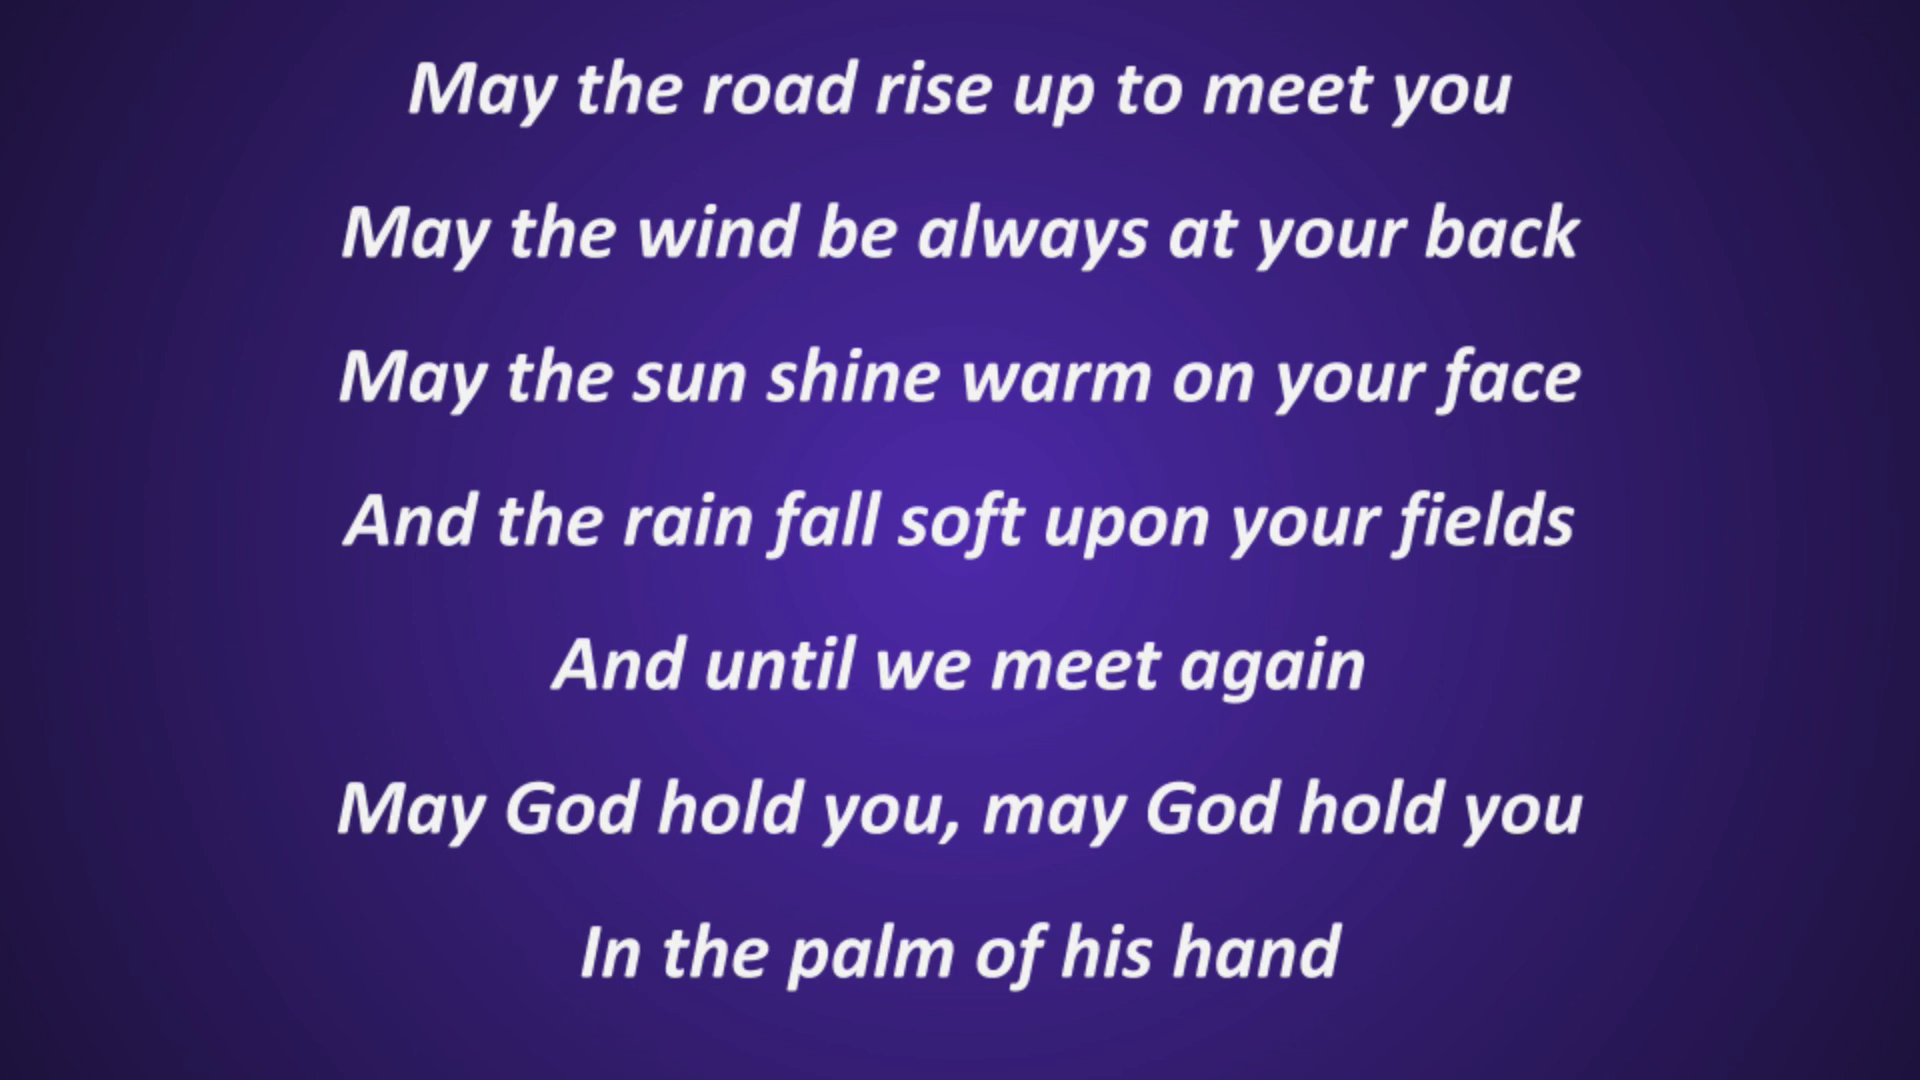 May the road rise up to meet you
May the wind be always at your back
May the sun shine warm on your face
And the rain fall soft upon your fields
And until we meet again
May God hold you, may God hold you
In the palm of his hand